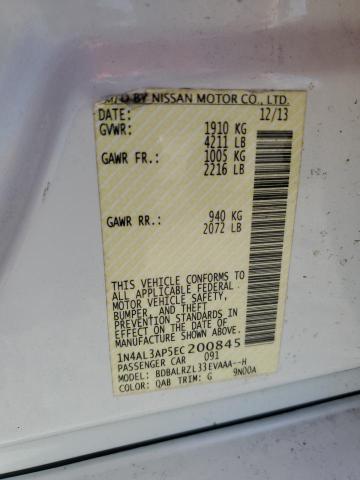 MFD BY NISSAN MOTOR CO., LTD.
DATE: 12/13
GVWR: 1910 KG
4211 LB
GAWR FR.: 1005 KG
2216 LB
GAWR RR.: 940 KG
2072 LB
THIS VEHICLE CONFORMS TO
ALL APPLICABLE FEDERAL
MOTOR VEHICLE SAFETY,
BUMPER, AND THEFT
PREVENTION STANDARDS IN
EFFECT ON THE DATE OF
MANUFACTURE SHOWN ABOVE.
1N4AL3AP5EC200845
PASSENGER CAR 091
MODEL: BDBALRZL33EVAAA--H
COLOR: QAB TRIM: G 9N00A